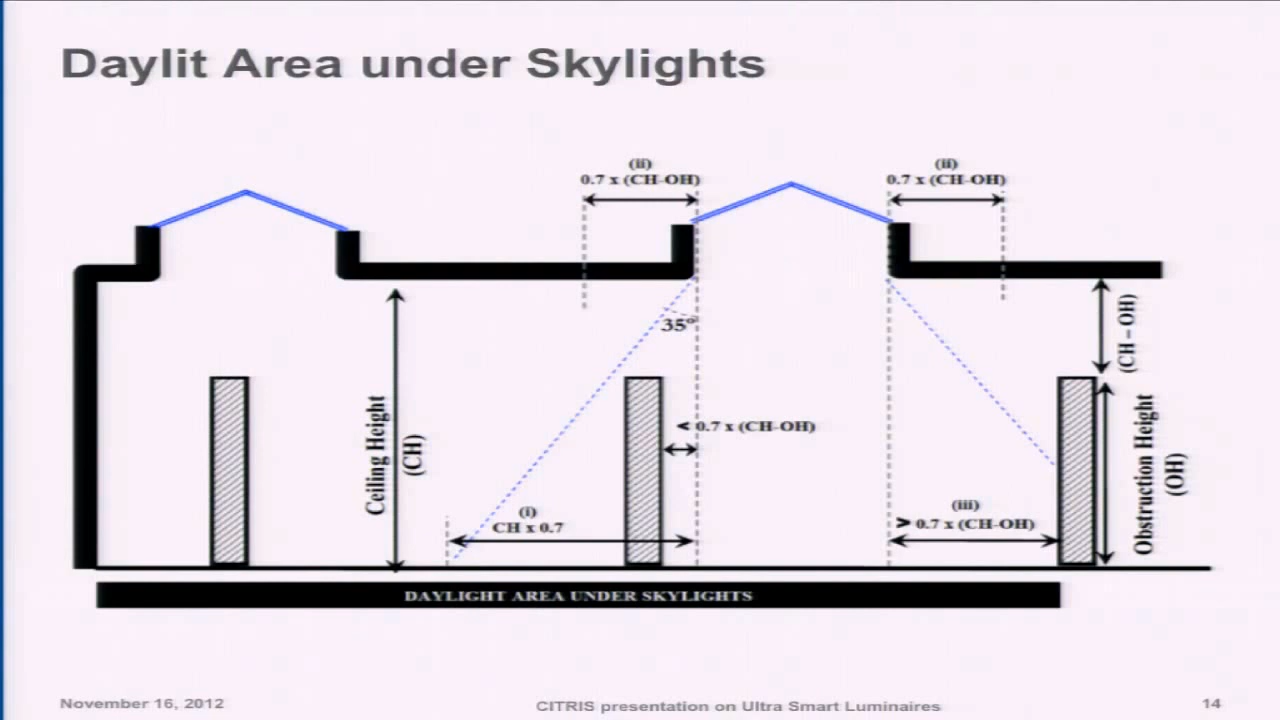 Daylit Area under Skylights
(ii)
0.7 x (CH-OH)
(ii)
0.7 x (CH-OH)
35°
(CH – OH)
Ceiling Height
(CH)
< 0.7 x (CH-OH)
Obstruction Height
(OH)
(i)
CH x 0.7
(iii)
> 0.7 x (CH-OH)
DAYLIGHT AREA UNDER SKYLIGHTS
November 16, 2012
CITRIS presentation on Ultra Smart Luminaires
14